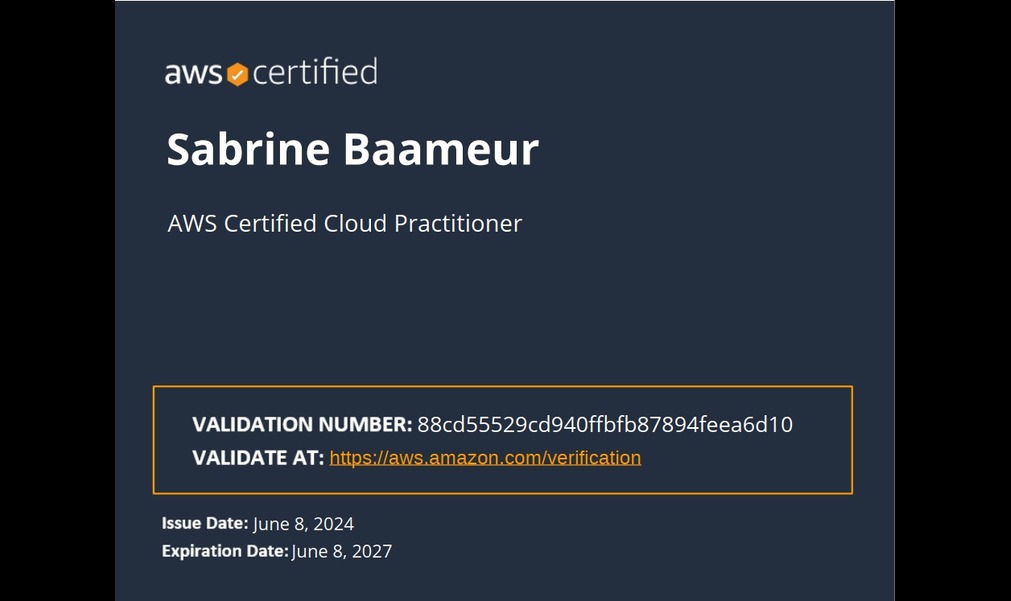 aws certified
Sabrine Baameur
AWS Certified Cloud Practitioner
VALIDATION NUMBER: 88cd55529cd940ffbfb87894feea6d10
VALIDATE AT: https://aws.amazon.com/verification
Issue Date: June 8, 2024
Expiration Date: June 8, 2027